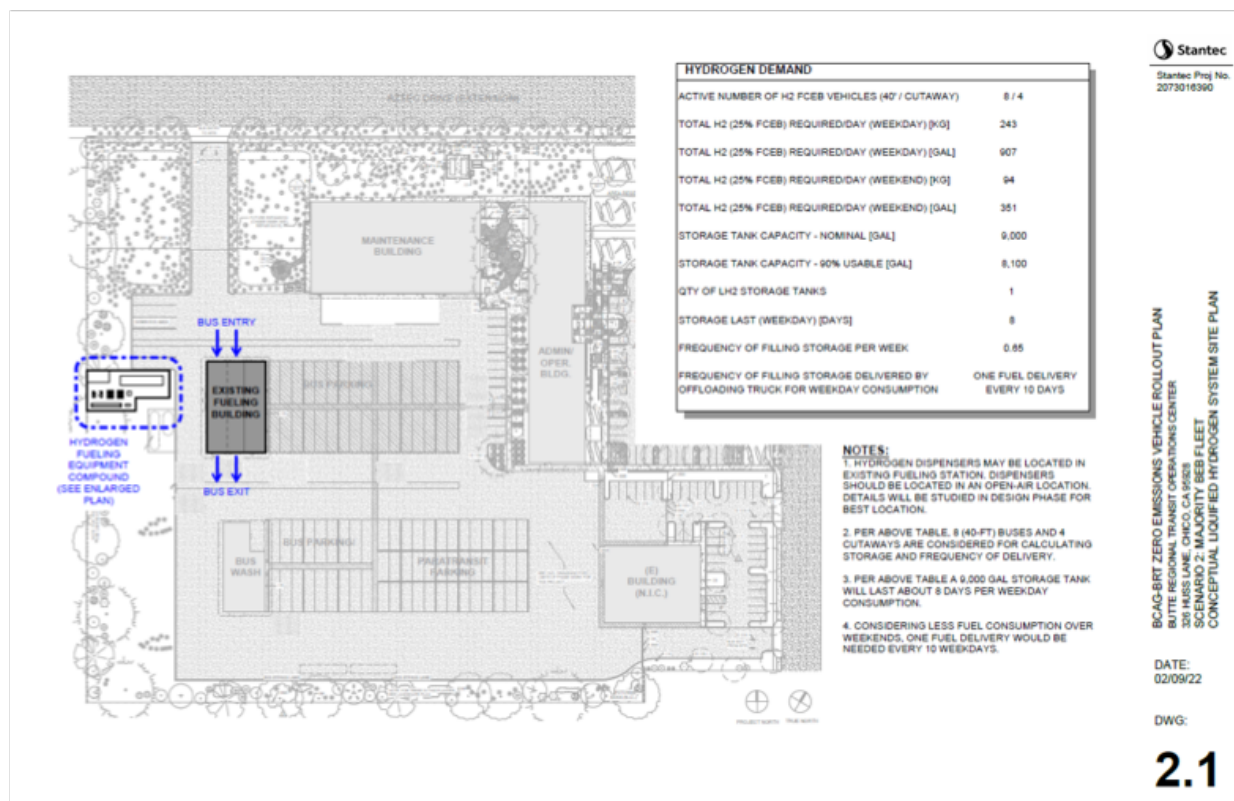 Stantec
Stantec Proj No.
2073016390
AZTEC DRIVE (EXTENSION)
HYDROGEN DEMAND
ACTIVE NUMBER OF H2 FCEB VEHICLES (40' / CUTAWAY) 8 / 4
TOTAL H2 (25% FCEB) REQUIRED/DAY (WEEKDAY) [KG] 243
TOTAL H2 (25% FCEB) REQUIRED/DAY (WEEKDAY) [GAL] 907
TOTAL H2 (25% FCEB) REQUIRED/DAY (WEEKEND) [KG] 94
TOTAL H2 (25% FCEB) REQUIRED/DAY (WEEKEND) [GAL] 351
STORAGE TANK CAPACITY - NOMINAL [GAL] 9,000
STORAGE TANK CAPACITY - 90% USABLE [GAL] 8,100
QTY OF LH2 STORAGE TANKS 1
STORAGE LAST (WEEKDAY) [DAYS] 8
FREQUENCY OF FILLING STORAGE PER WEEK 0.65
FREQUENCY OF FILLING STORAGE DELIVERED BY ONE FUEL DELIVERY
OFFLOADING TRUCK FOR WEEKDAY CONSUMPTION EVERY 10 DAYS
MAINTENANCE
BUILDING
BUS ENTRY
ADMIN/
OPER.
BLDG.
BUS PARKING
EXISTING
FUELING
BUILDING
HYDROGEN
FUELING
EQUIPMENT
COMPOUND
(SEE ENLARGED
PLAN)
BUS EXIT
BUS PARKING/
BUS
WASH
PARATRANSIT
PARKING
(E)
BUILDING
(N.I.C.)
NOTES:
1. HYDROGEN DISPENSERS MAY BE LOCATED IN
EXISTING FUELING STATION. DISPENSERS
SHOULD BE LOCATED IN AN OPEN-AIR LOCATION.
DETAILS WILL BE STUDIED IN DESIGN PHASE FOR
BEST LOCATION.
2. PER ABOVE TABLE, 8 (40-FT) BUSES AND 4
CUTAWAYS ARE CONSIDERED FOR CALCULATING
STORAGE AND FREQUENCY OF DELIVERY.
3. PER ABOVE TABLE A 9,000 GAL STORAGE TANK
WILL LAST ABOUT 8 DAYS PER WEEKDAY
CONSUMPTION.
4. CONSIDERING LESS FUEL CONSUMPTION OVER
WEEKENDS, ONE FUEL DELIVERY WOULD BE
NEEDED EVERY 10 WEEKDAYS.
PROJECT NORTH
TRUE NORTH
BCAG-BRT ZERO EMISSIONS VEHICLE ROLLOUT PLAN
BUTTE REGIONAL TRANSIT OPERATIONS CENTER
326 HUSS LANE, CHICO, CA 95928
SCENARIO 2: MAJORITY BEB FLEET
CONCEPTUAL LIQUIFIED HYDROGEN SYSTEM SITE PLAN
DATE:
02/09/22
DWG:
2.1